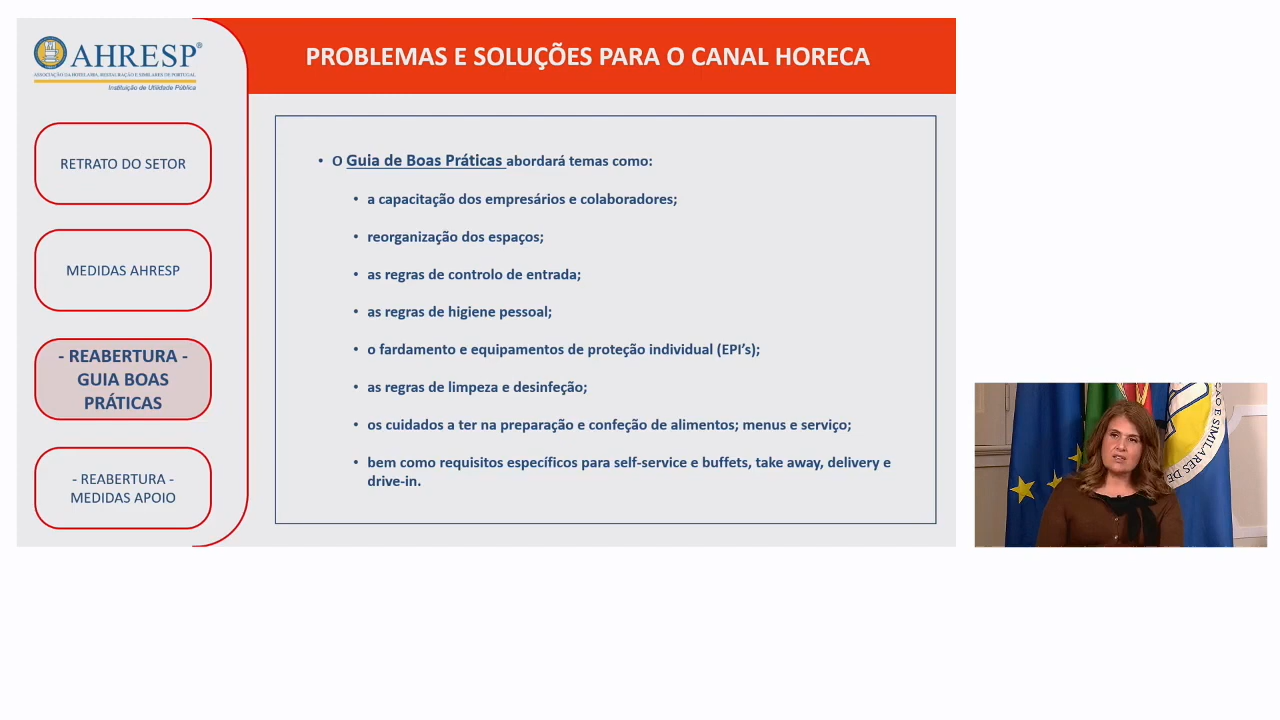 AHRESP®
ASSOCIAÇÃO DA HOTELARIA, RESTAURAÇÃO E SIMILARES DE PORTUGAL
Instituição de Utilidade Pública
PROBLEMAS E SOLUÇÕES PARA O CANAL HORECA
RETRATO DO SETOR
MEDIDAS AHRESP
- REABERTURA -
GUIA BOAS
PRÁTICAS
- REABERTURA -
MEDIDAS APOIO
• O Guia de Boas Práticas abordará temas como:
• a capacitação dos empresários e colaboradores;
• reorganização dos espaços;
• as regras de controlo de entrada;
• as regras de higiene pessoal;
• o fardamento e equipamentos de proteção individual (EPI’s);
• as regras de limpeza e desinfeção;
• os cuidados a ter na preparação e confeção de alimentos; menus e serviço;
• bem como requisitos específicos para self-service e buffets, take away, delivery e
drive-in.
E SIMILARES DE